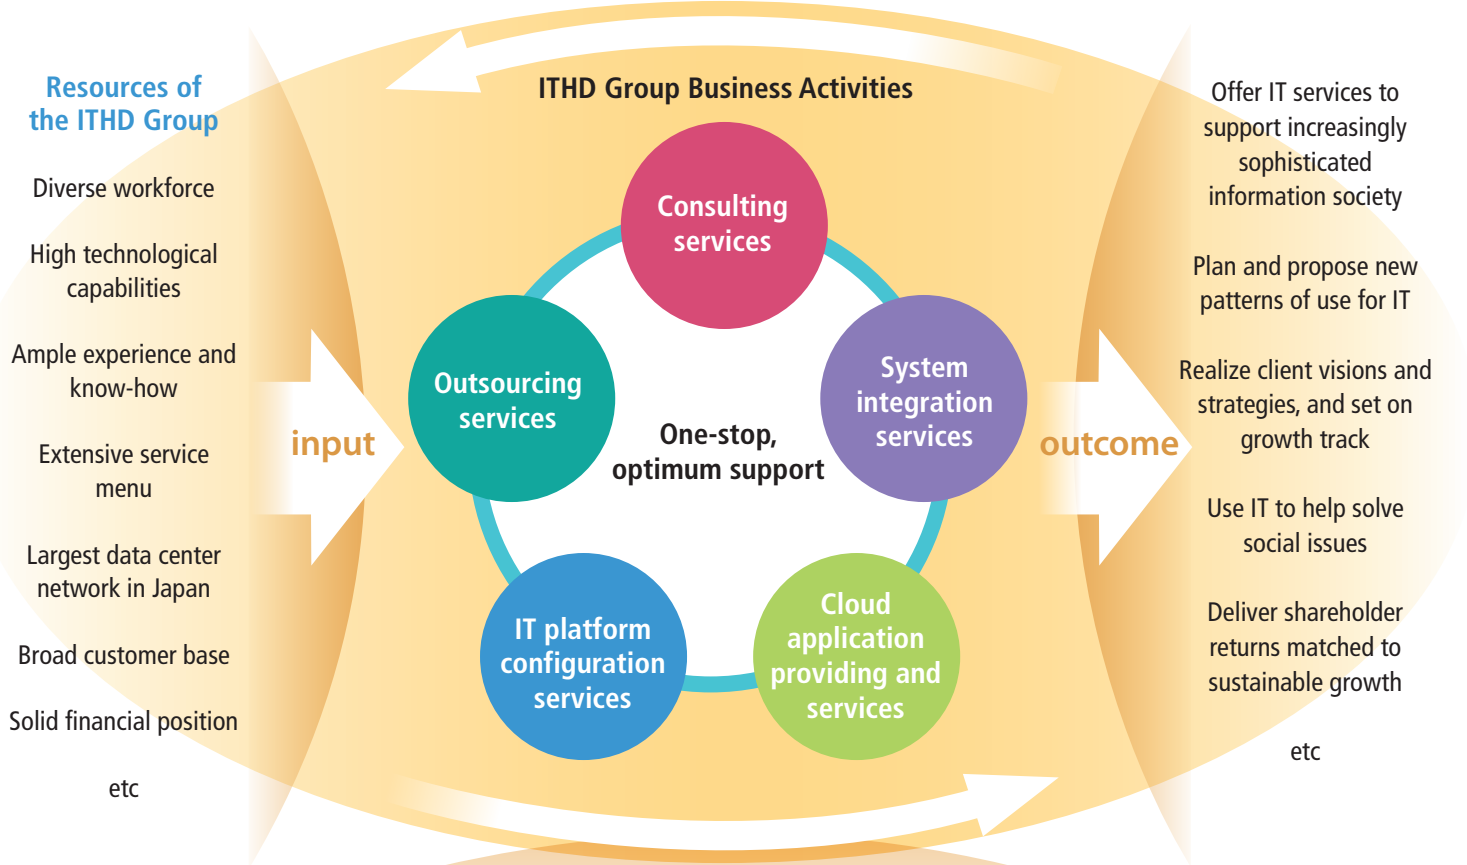 Resources of
the ITHD Group
Diverse workforce
High technological
capabilities
Ample experience and
know-how
Extensive service
menu
Largest data center
network in Japan
Broad customer base
Solid financial position
etc
input
ITHD Group Business Activities
Consulting
services
Outsourcing
services
System
integration
services
One-stop,
optimum support
IT platform
configuration
services
Cloud
application
providing and
services
outcome
Offer IT services to
support increasingly
sophisticated
information society
Plan and propose new
patterns of use for IT
Realize client visions and
strategies, and set on
growth track
Use IT to help solve
social issues
Deliver shareholder
returns matched to
sustainable growth
etc